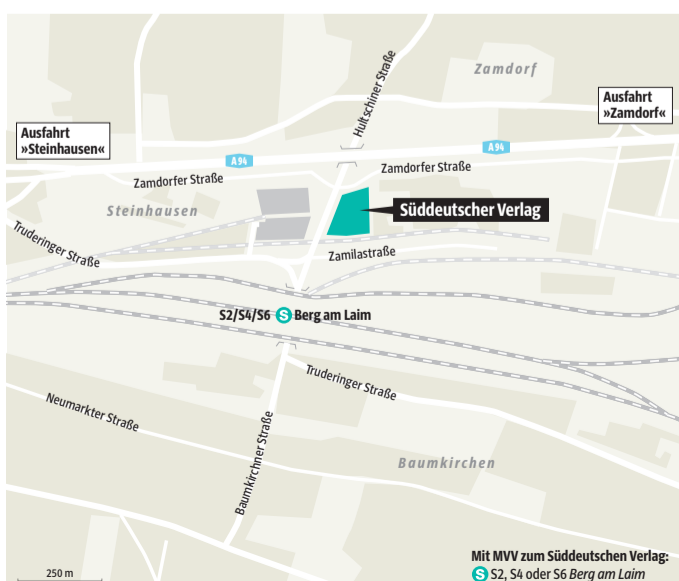 Hultschiner Straße
Zamdorf
Ausfahrt
»Zamdorf«
Ausfahrt
»Steinhausen«
A 94
A 94
Zamdorfer Straße
Zamdorfer Straße
Steinhausen
Süddeutscher Verlag
Truderinger Straße
Zamilastraße
S2/S4/S6 S Berg am Laim
Truderinger Straße
Neumarkter Straße
Baumkirchner Straße
Baumkirchen
Mit MVV zum Süddeutschen Verlag:
S S2, S4 oder S6 Berg am Laim
250 m